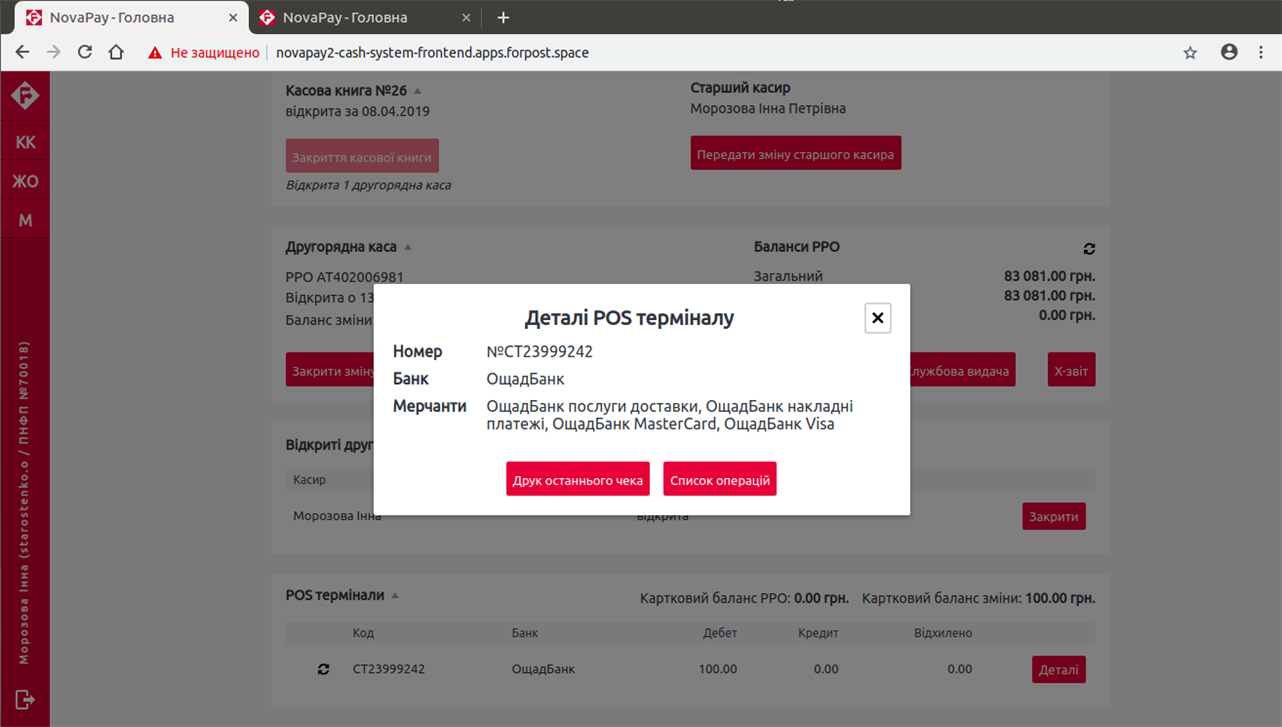 NovaPay - Головна
NovaPay - Головна
Не защищено
novapay2-cash-system-frontend.apps.forpost.space
КК
ЖО
М
Морозова Інна (starostenko.o / ПНФП №70018)
Касова книга №26
відкрита за 08.04.2019
Закриття касової книги
Відкрита 1 другорядна каса
Старший касир
Морозова Інна Петрівна
Передати зміну старшого касира
Другорядна каса
РРО АТ402006981
Відкрита о 13
Баланс зміни
Закрити зміну
Баланси РРО
Загальний
83 081.00 грн.
83 081.00 грн.
0.00 грн.
лужбова видача
Х-звіт
Деталі POS терміналу
Номер №СТ23999242
Банк ОщадБанк
Мерчанти ОщадБанк послуги доставки, ОщадБанк накладні
платежі, ОщадБанк MasterCard, ОщадБанк Visa
Друк останнього чека Список операцій
Відкриті друг
Касир
Морозова Інна відкрита Закрити
POS термінали Картковий баланс РРО: 0.00 грн. Картковий баланс зміни: 100.00 грн.
Код Банк Дебет Кредит Відхилено
СТ23999242 ОщадБанк 100.00 0.00 0.00 Деталі